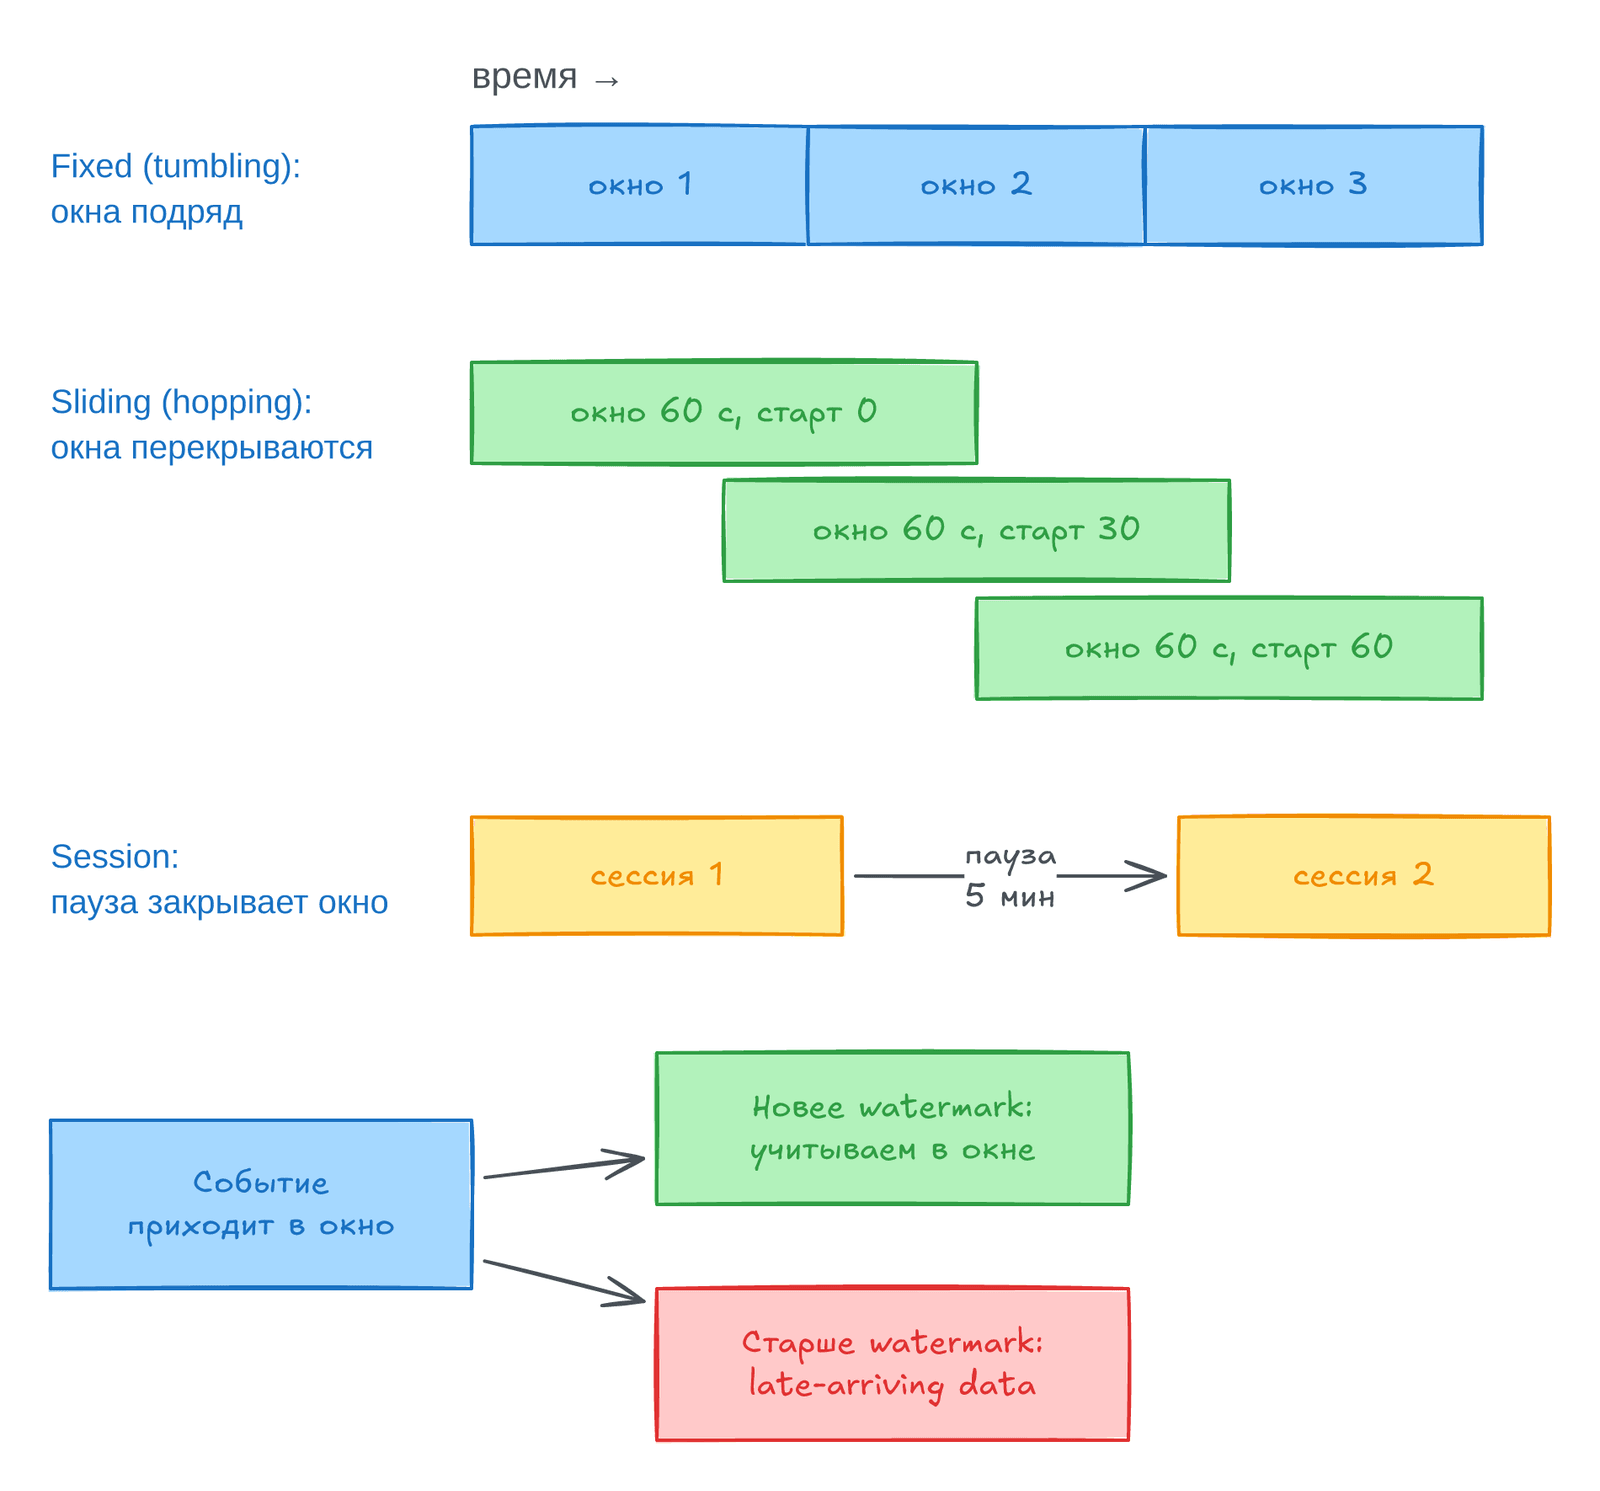 время →
Fixed (tumbling):
окна подряд
окно 1
окно 2
окно 3
Sliding (hopping):
окна перекрываются
окно 60 с, старт 0
окно 60 с, старт 30
окно 60 с, старт 60
Session:
пауза закрывает окно
сессия 1
пауза
5 мин
сессия 2
Событие
приходит в окно
Новее watermark:
учитываем в окне
Старше watermark:
late-arriving data